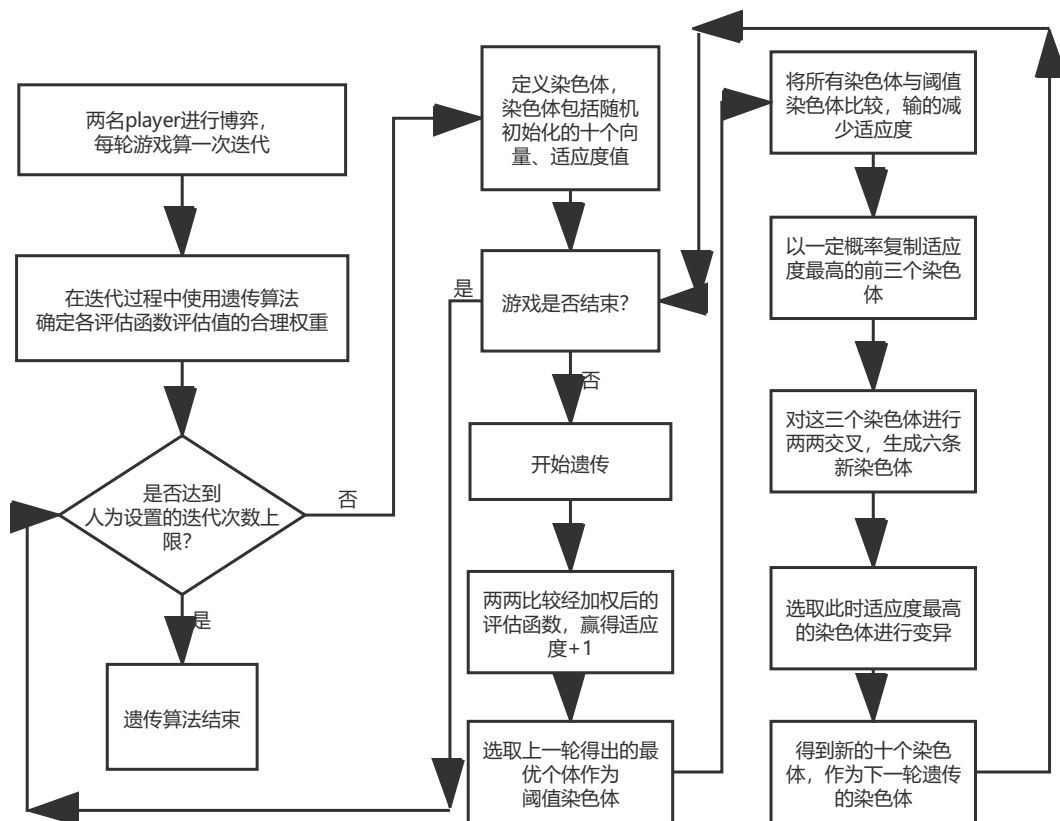 两名player进行博弈，
每轮游戏算一次迭代
在迭代过程中使用遗传算法
确定各评估函数评估值的合理权重
是否达到
人为设置的迭代次数上
限？
否
是
遗传算法结束
定义染色体，
染色体包括随机
初始化的十个向
量、适应度值
游戏是否结束？
是
否
开始遗传
两两比较经加权后的
评估函数，赢得适应
度+1
选取上一轮得出的最
优个体作为
阈值染色体
将所有染色体与阈值
染色体比较，输的减
少适应度
以一定概率复制适应
度最高的前三个染色
体
对这三个染色体进行
两两交叉，生成六条
新染色体
选取此时适应度最高
的染色体进行变异
得到新的十个染色
体，作为下一轮遗传
的染色体